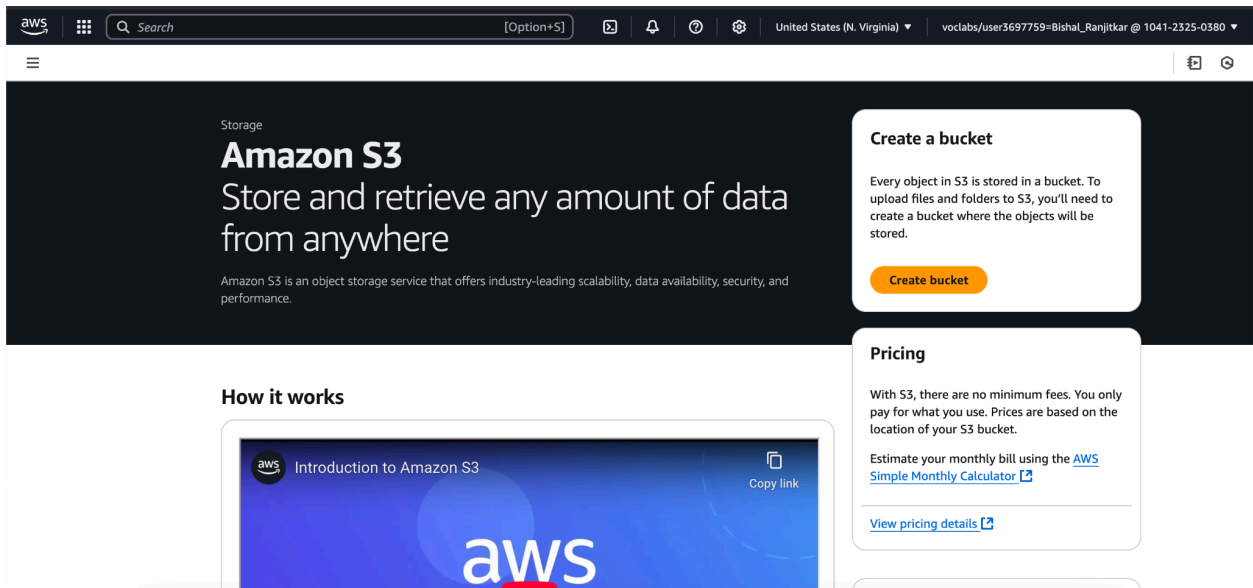 aws
Search [Option+S]
United States (N. Virginia) ▼
voclabs/user3697759=Bishal_Ranjitkar @ 1041-2325-0380 ▼
Storage
Amazon S3
Store and retrieve any amount of data
from anywhere
Amazon S3 is an object storage service that offers industry-leading scalability, data availability, security, and
performance.
Create a bucket
Every object in S3 is stored in a bucket. To
upload files and folders to S3, you'll need to
create a bucket where the objects will be
stored.
Create bucket
Pricing
With S3, there are no minimum fees. You only
pay for what you use. Prices are based on the
location of your S3 bucket.
Estimate your monthly bill using the AWS
Simple Monthly Calculator
View pricing details
How it works
aws
Introduction to Amazon S3
Copy link
aws